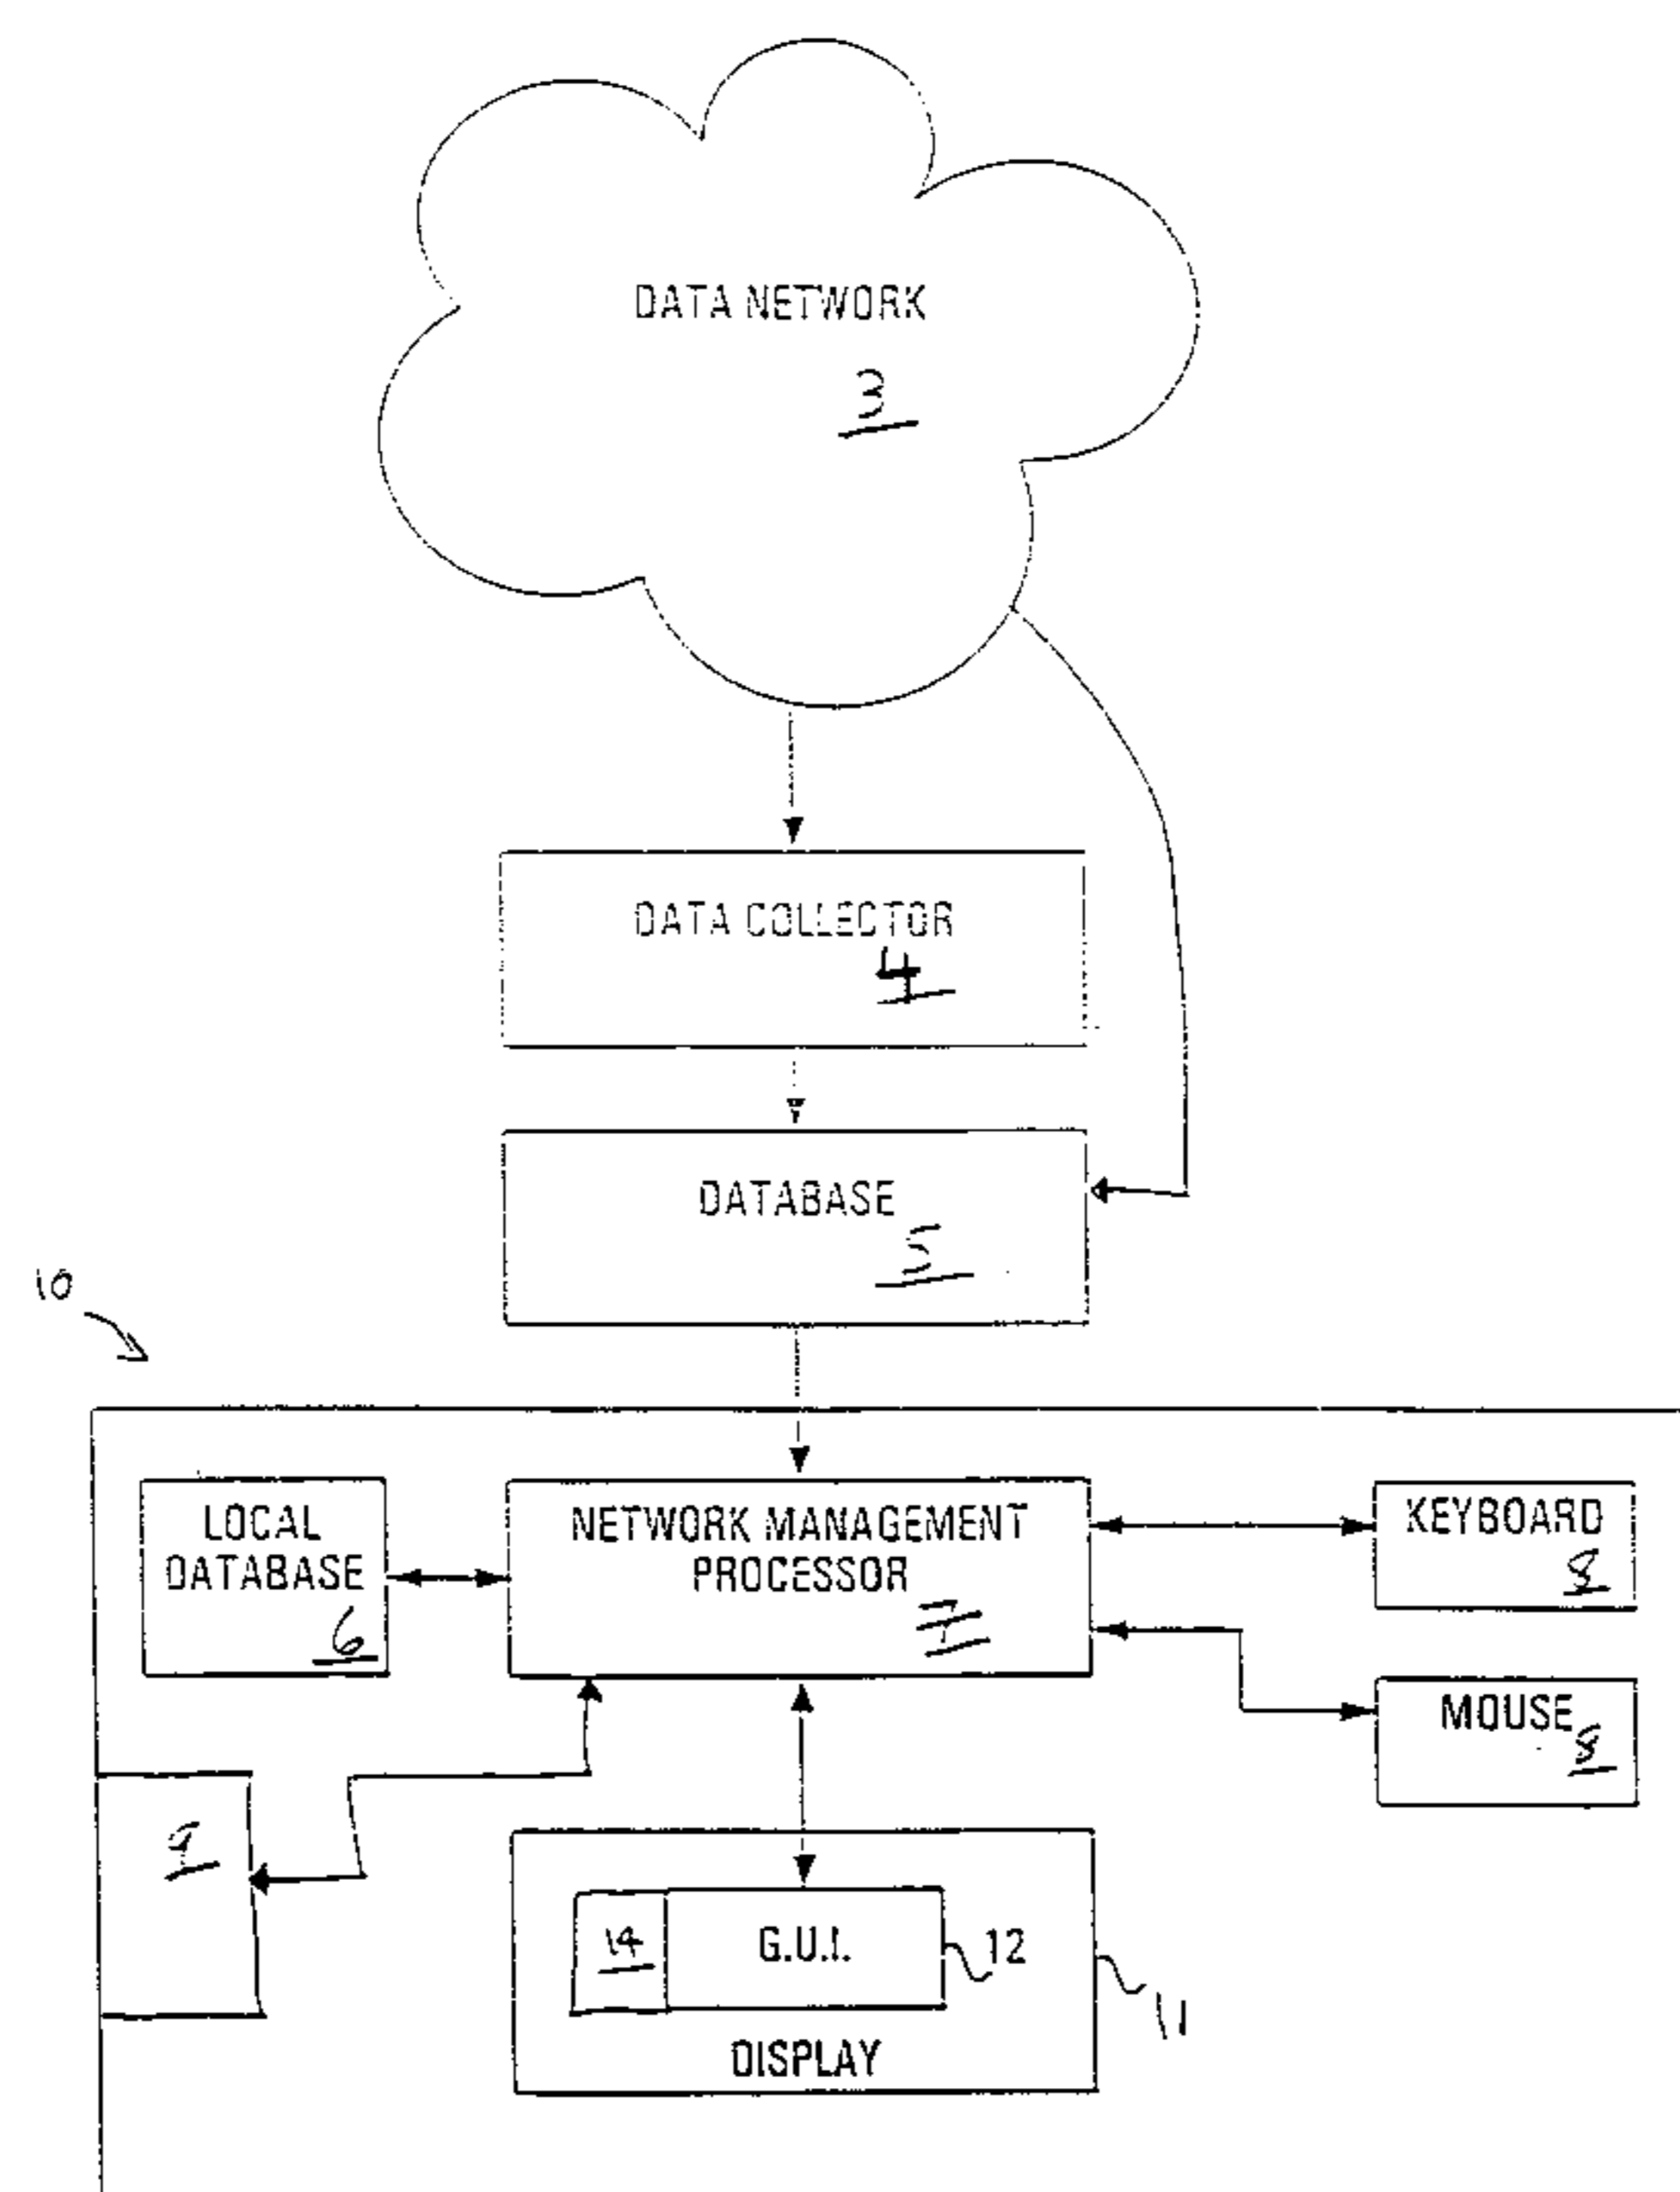 DATA NETWORK
3
DATA COLLECTOR
4
DATABASE
5
10
LOCAL
DATABASE
6
NETWORK MANAGEMENT
PROCESSOR
7
KEYBOARD
8
MOUSE
8
9
14
G.U.I.
12
11
DISPLAY